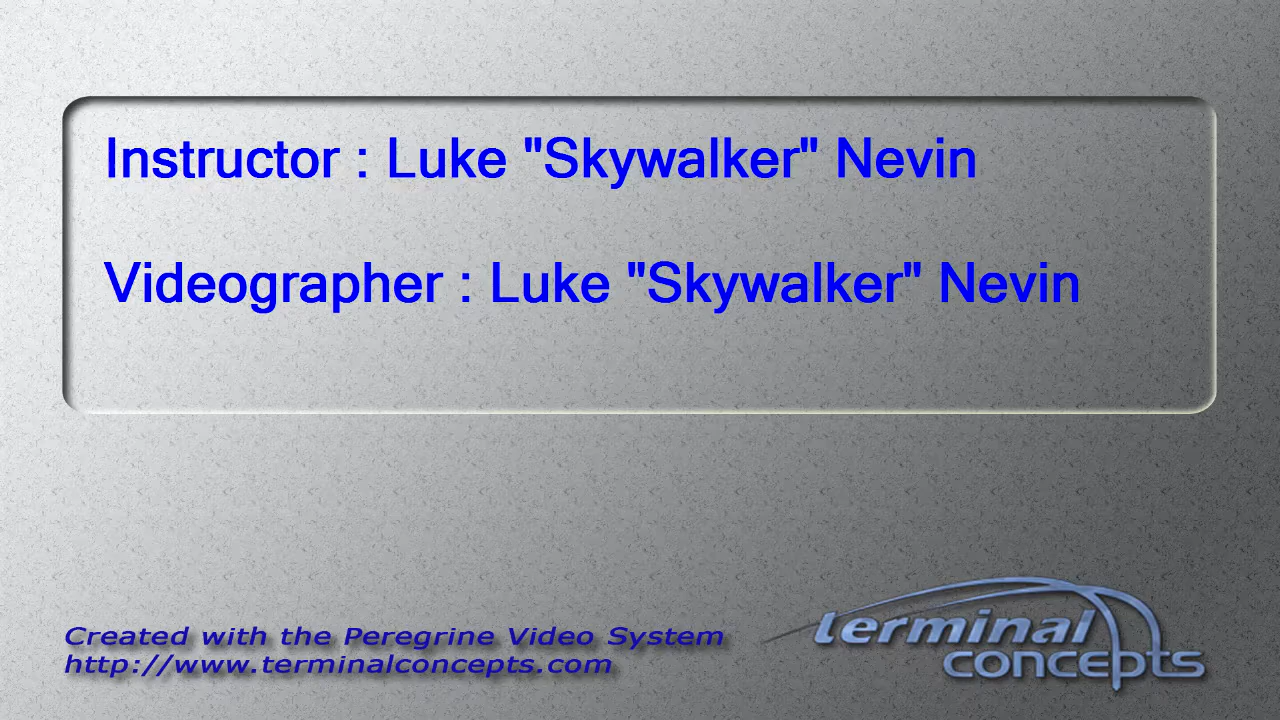 Instructor : Luke "Skywalker" Nevin
Videographer : Luke "Skywalker" Nevin
Created with the Peregrine Video System
http://www.terminalconcepts.com
terminal
concepts